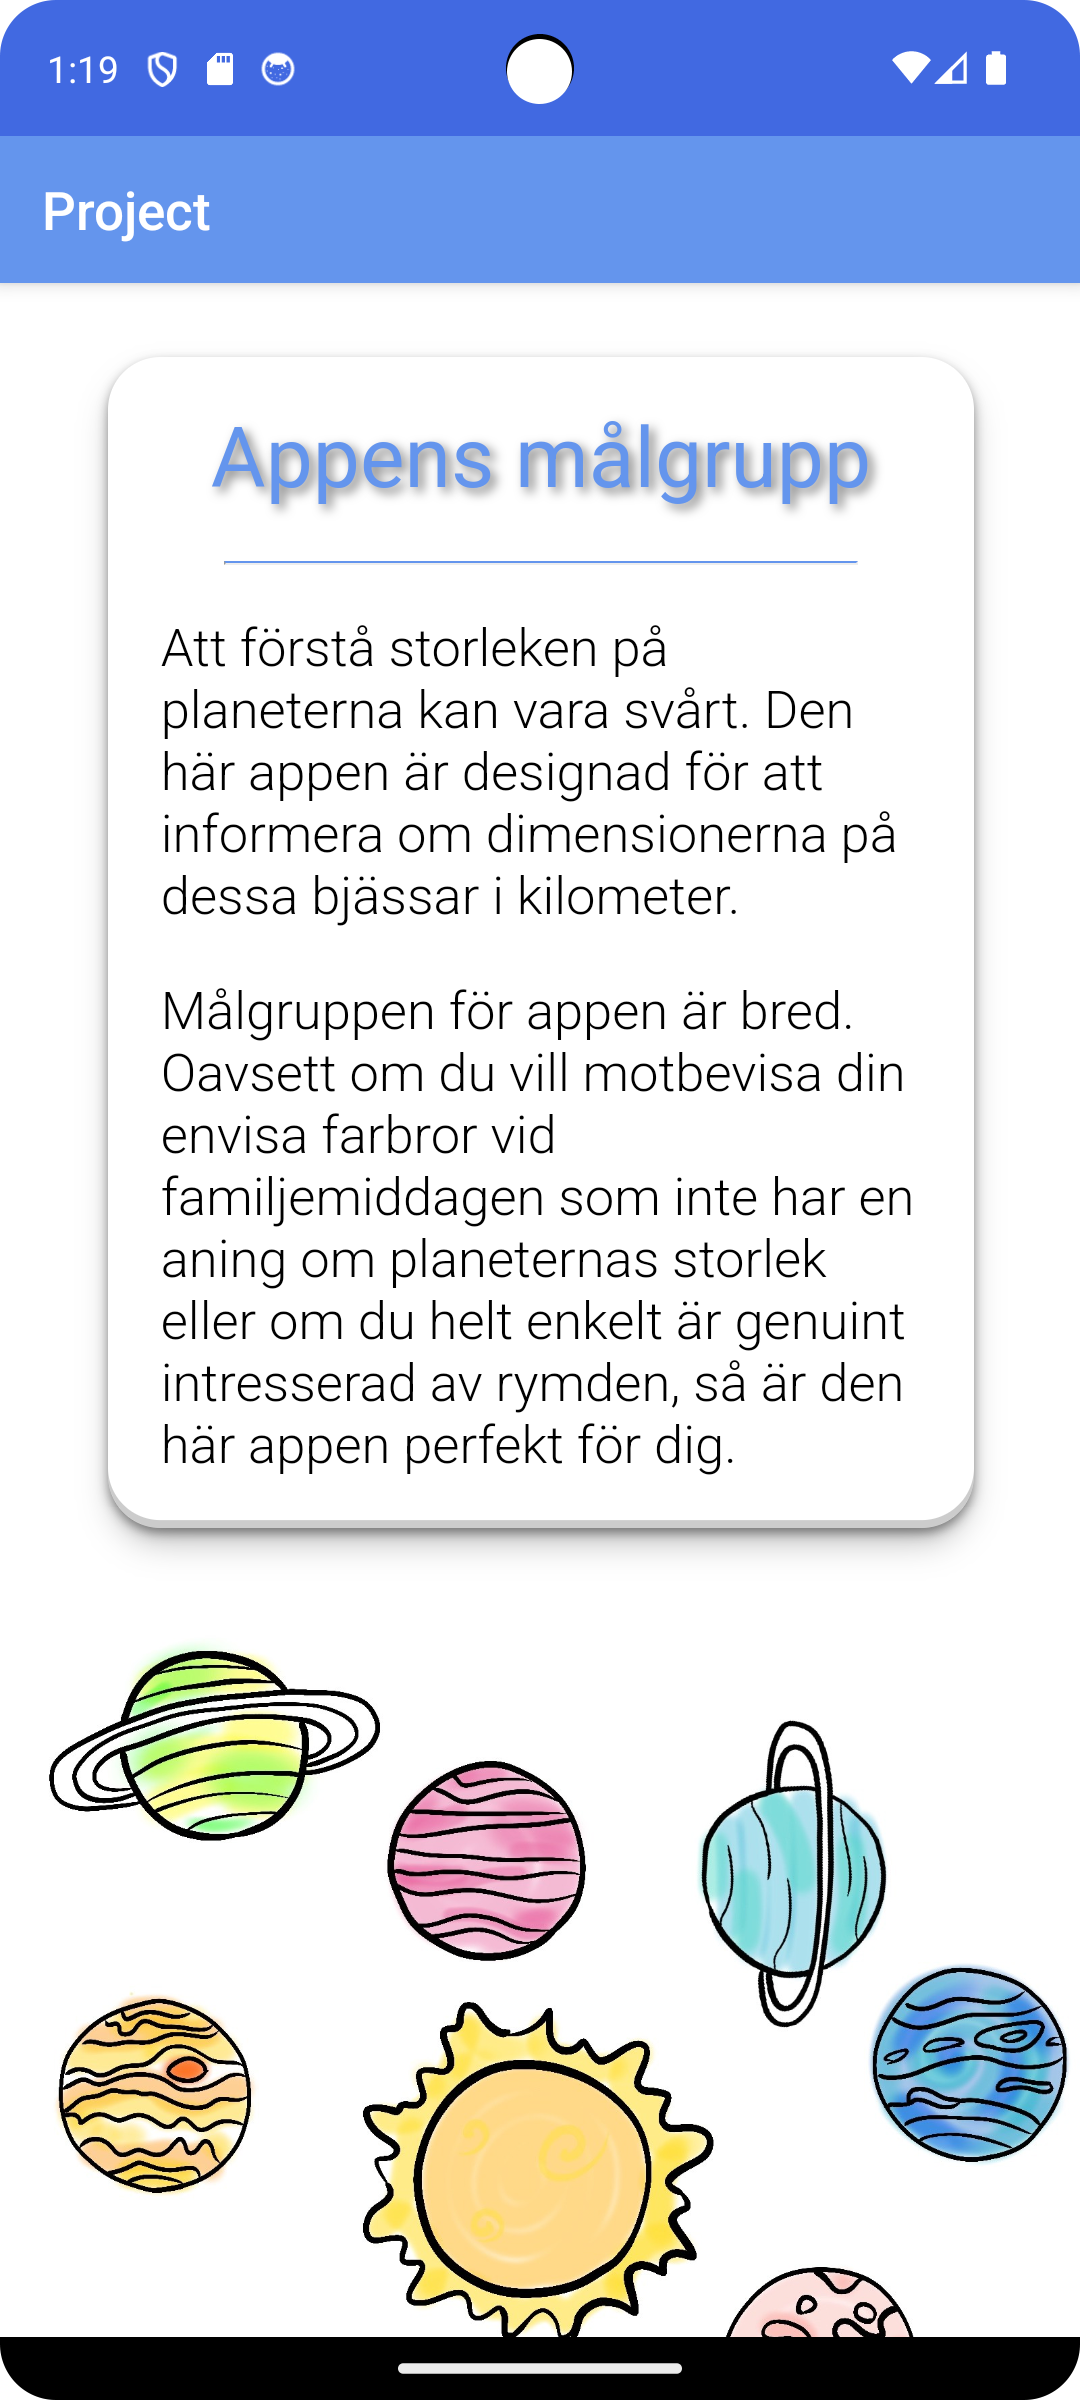 1:19
Project
Appens målgrupp
Att förstå storleken på
planeterna kan vara svårt. Den
här appen är designad för att
informera om dimensionerna på
dessa bjässar i kilometer.
Målgruppen för appen är bred.
Oavsett om du vill motbevisa din
envisa farbror vid
familjemiddagen som inte har en
aning om planeternas storlek
eller om du helt enkelt är genuint
intresserad av rymden, så är den
här appen perfekt för dig.